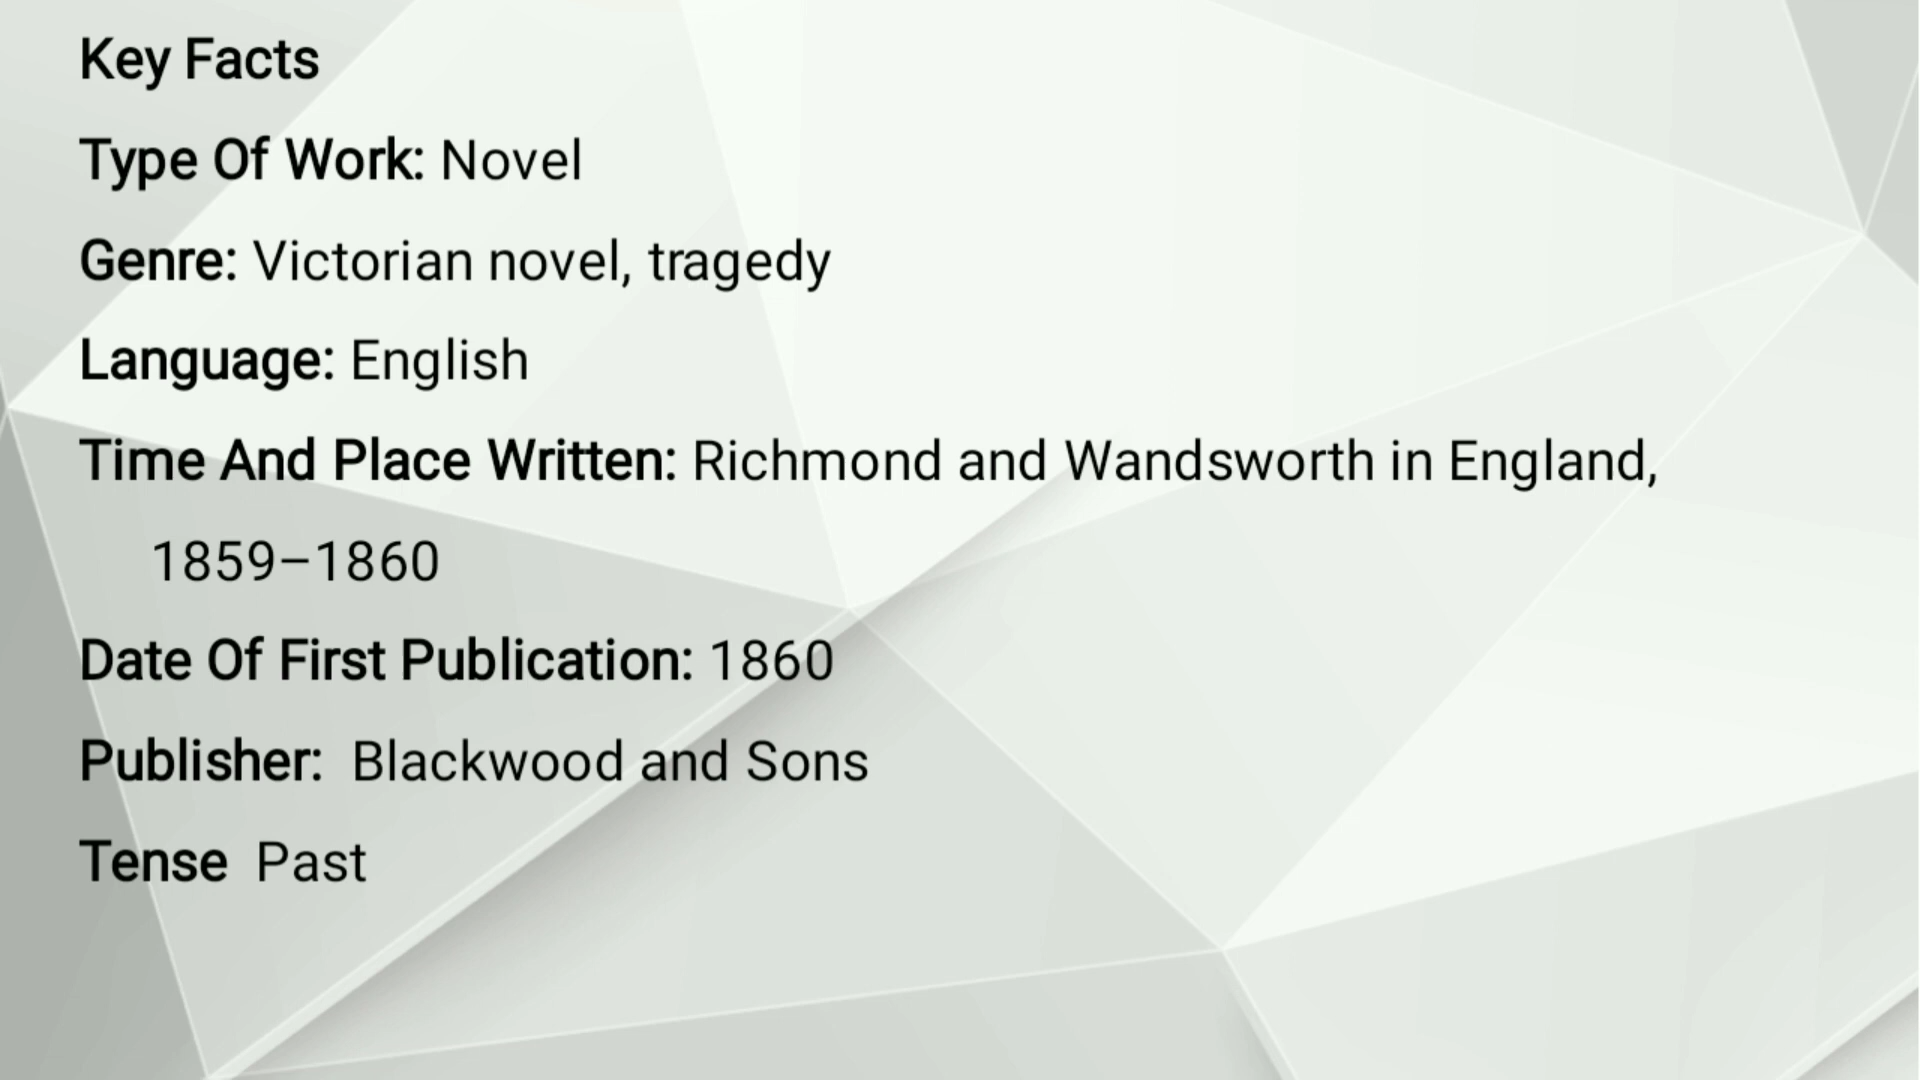 Key Facts
Type Of Work: Novel
Genre: Victorian novel, tragedy
Language: English
Time And Place Written: Richmond and Wandsworth in England,
1859–1860
Date Of First Publication: 1860
Publisher:  Blackwood and Sons
Tense  Past